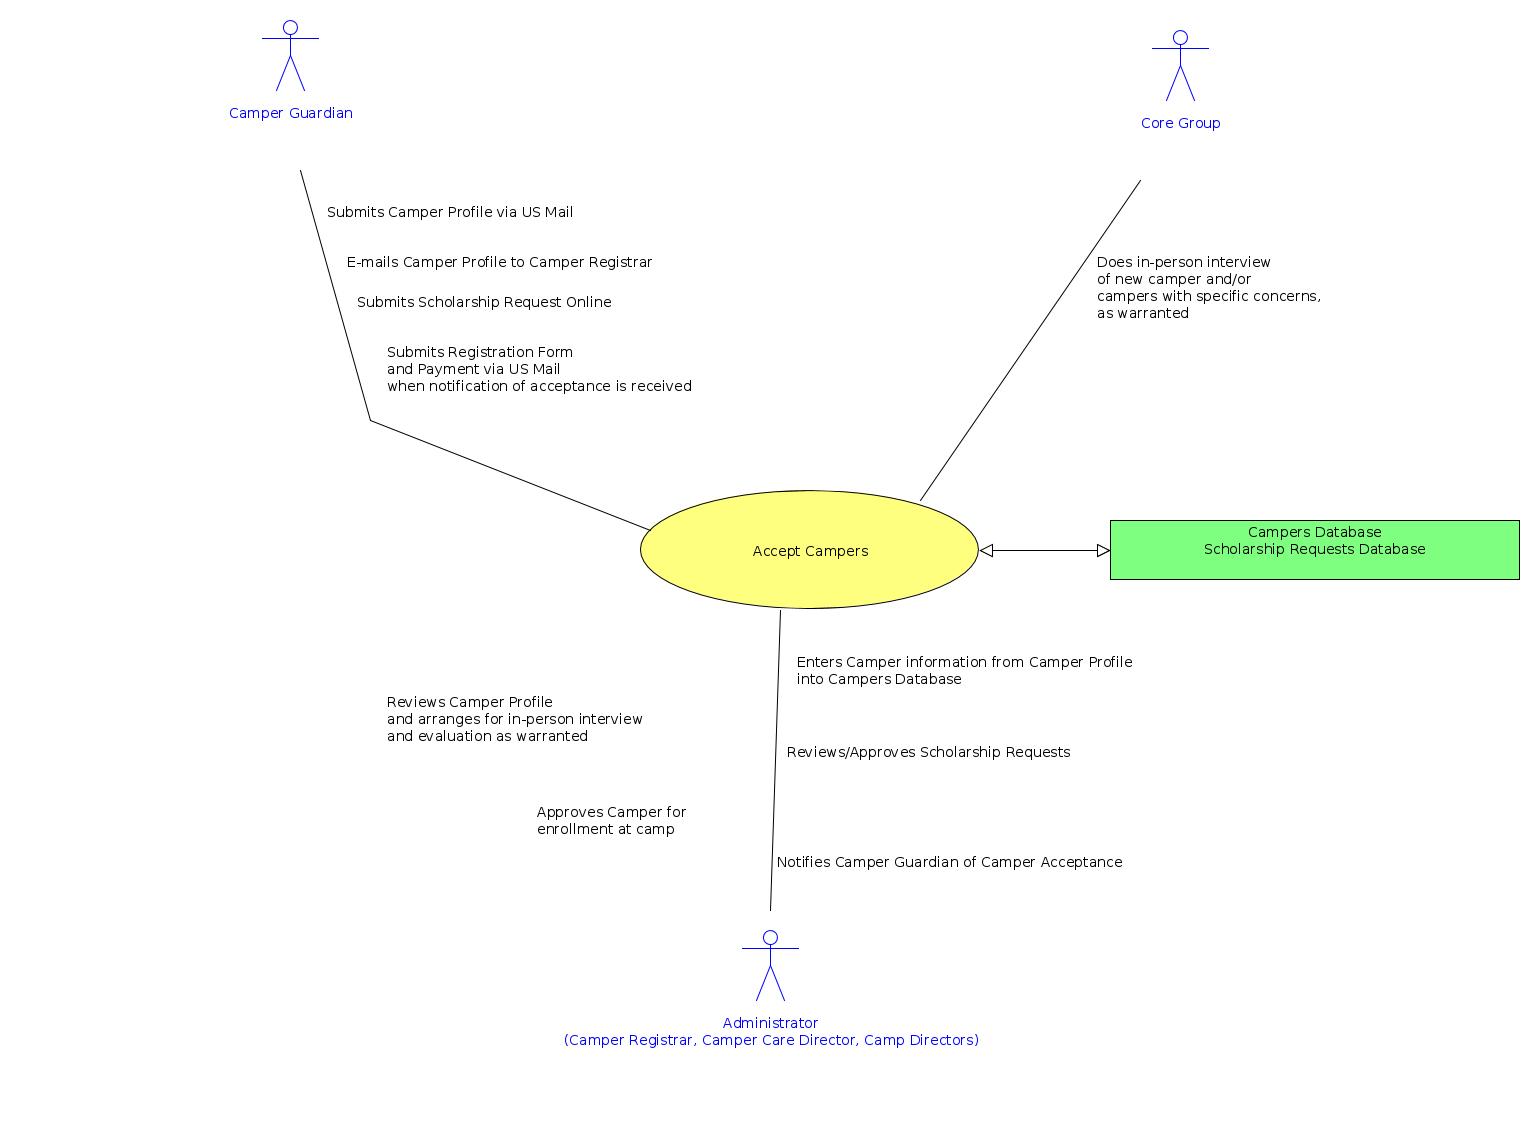 Camper Guardian
Core Group
Submits Camper Profile via US Mail
E-mails Camper Profile to Camper Registrar
Submits Scholarship Request Online
Submits Registration Form
and Payment via US Mail
when notification of acceptance is received
Does in-person interview
of new camper and/or
campers with specific concerns,
as warranted
Accept Campers
Campers Database
Scholarship Requests Database
Enters Camper information from Camper Profile
into Campers Database
Reviews Camper Profile
and arranges for in-person interview
and evaluation as warranted
Reviews/Approves Scholarship Requests
Approves Camper for
enrollment at camp
Notifies Camper Guardian of Camper Acceptance
Administrator
(Camper Registrar, Camper Care Director, Camp Directors)